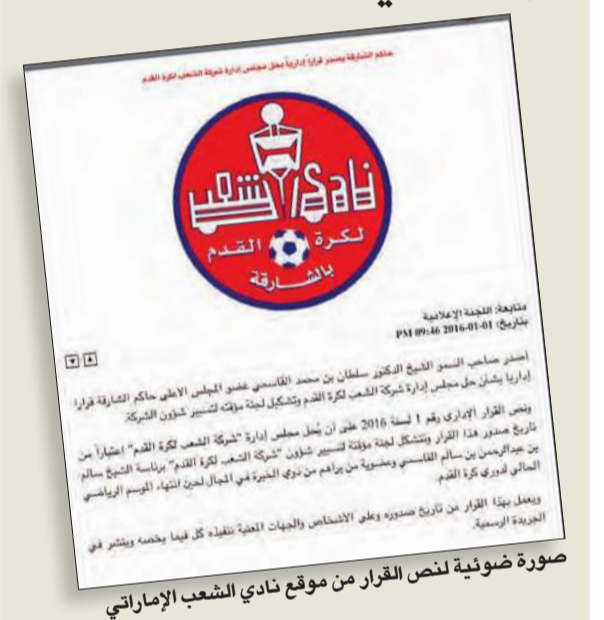 حاكم الشارقة يصدر قراراً إدارياً بحل مجلس إدارة شركة الشعب لكرة القدم
نادي الشعب
لكرة القدم
بالشارقة
متابعة: اللجنة الإعلامية
بتاريخ: 01-01-2016 09:46 PM
أصدر صاحب السمو الشيخ الدكتور سلطان بن محمد القاسمي عضو المجلس الاعلى حاكم الشارقة قرارا
إداريا بشان حل مجلس إدارة شركة الشعب لكرة القدم وتشكيل لجنة مؤقتة لتسيير شؤون الشركة.
ونص القرار الإداري رقم 1 لسنة 2016 على أن يُحل مجلس إدارة "شركة الشعب لكرة القدم" إعتباراً من
تاريخ صدور هذا القرار وتتشكل لجنة مؤقتة لتسيير شؤون "شركة الشعب لكرة القدم" برئاسة الشيخ سالم
بن عبدالرحمن بن سالم القاسمي وعضوية من يراهم من ذوي الخبرة في المجال لحين انتهاء الموسم الرياضي
الحالي لدوري كرة القدم.
ويعمل بهذا القرار من تاريخ صدوره وعلى الاشخاص والجهات المعنية تنفيذه كل فيما يخصه وينشر في
الجريدة الرسمية.
صورة ضوئية لنص القرار من موقع نادي الشعب الإماراتي